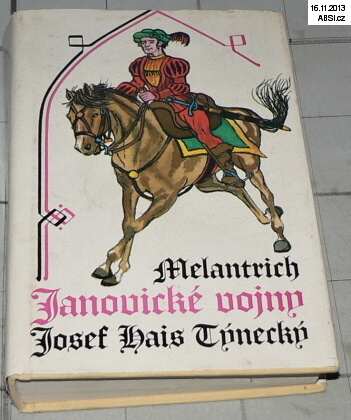 16.11.2013
ABSI.cz
Melantrich
Janovické vojny
Josef Hais Týnecký